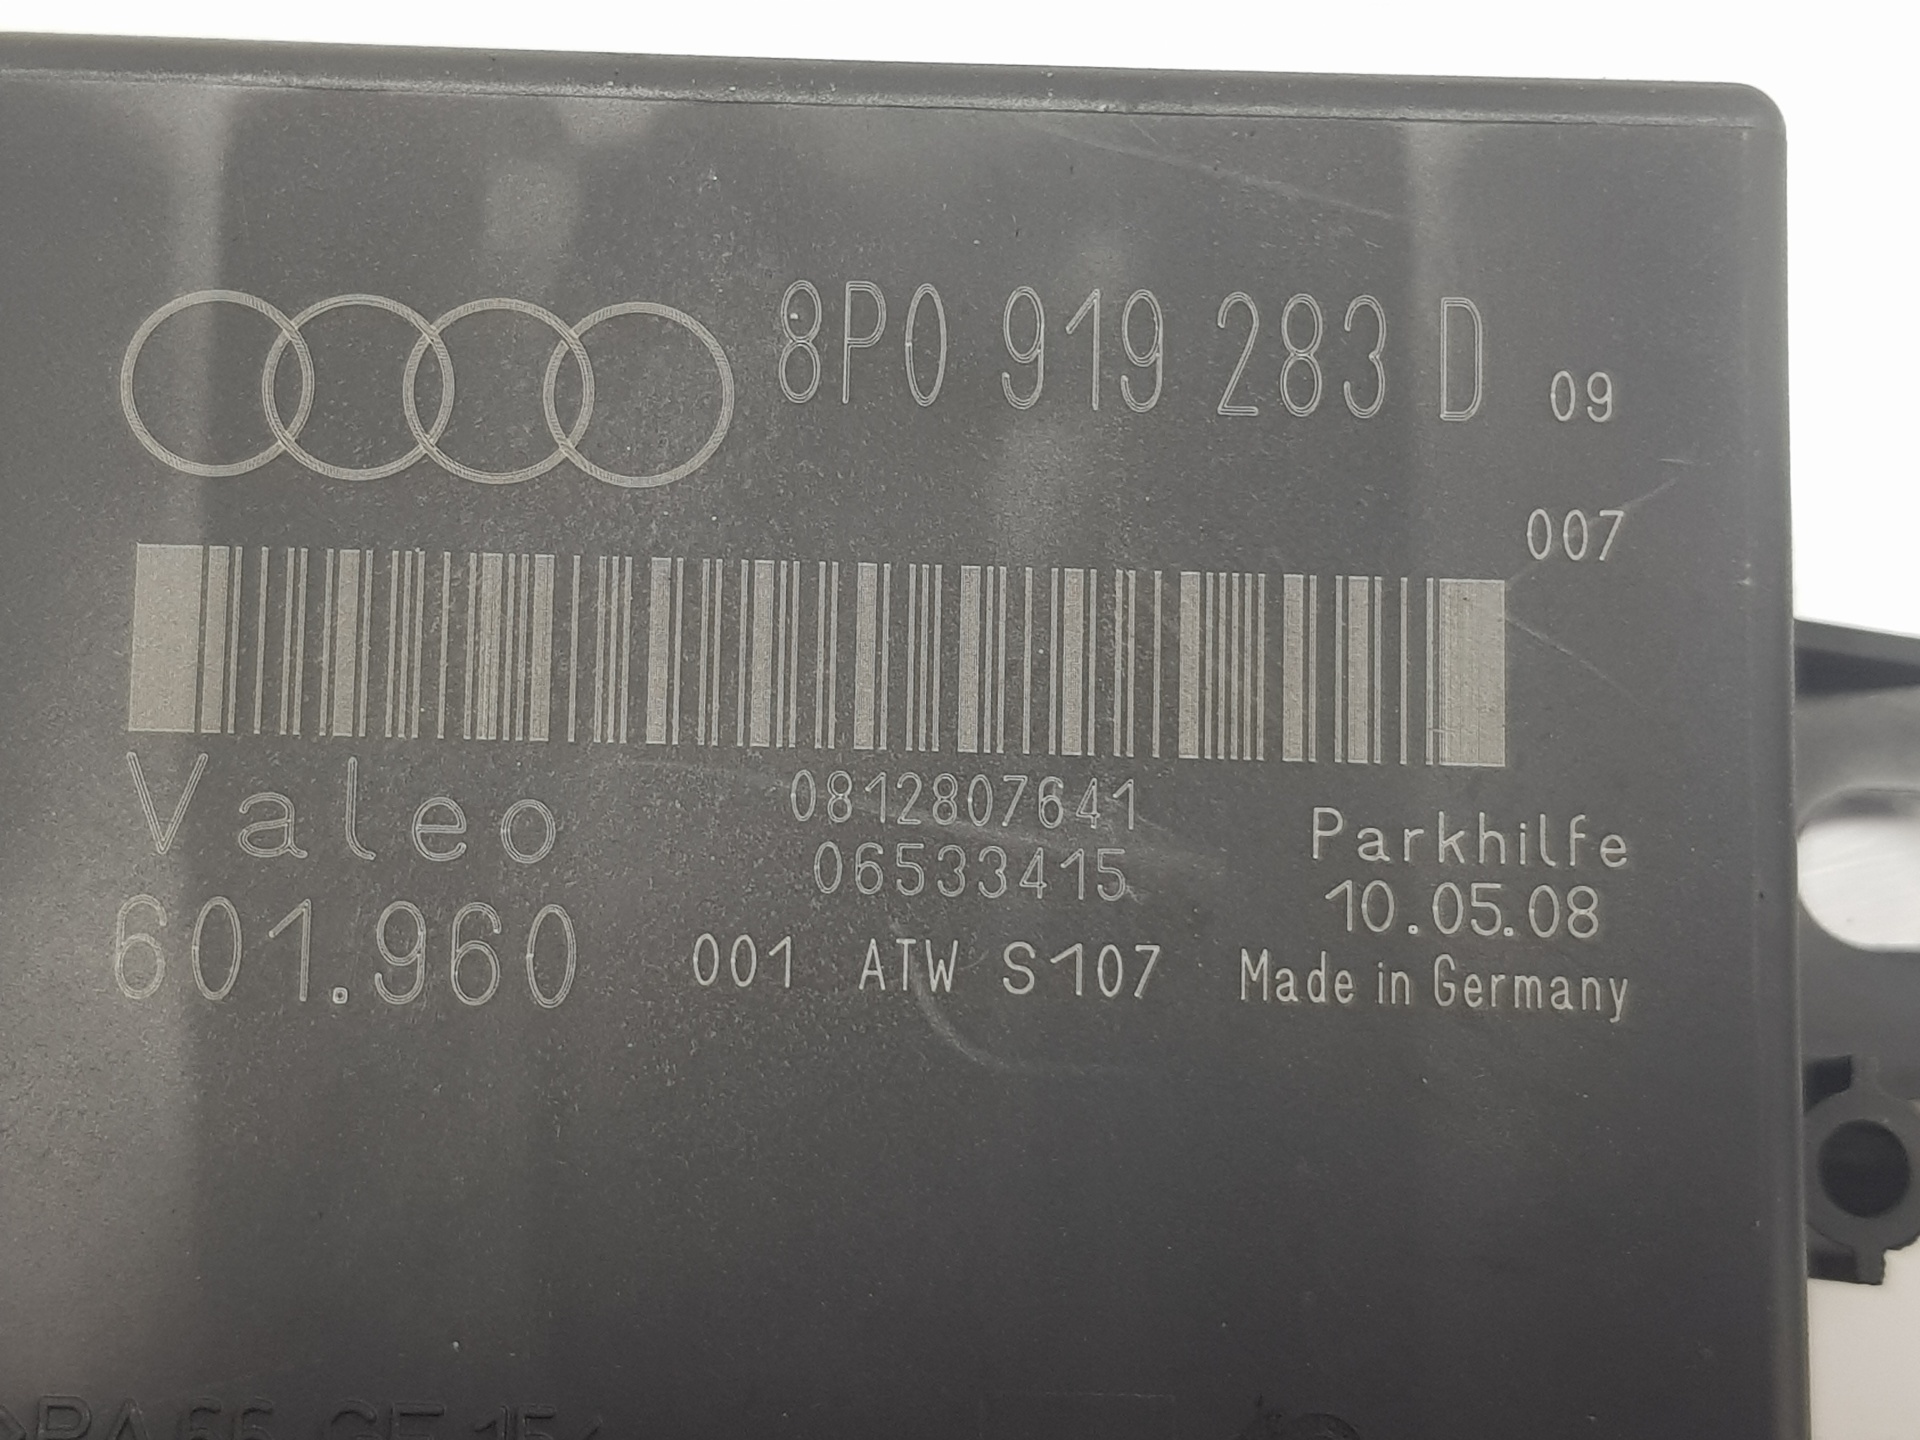 8P0 919 283 D 09
007
Valeo
0812807641
06533415
Parkhilfe
10.05.08
601.960
001 ATW S107
Made in Germany